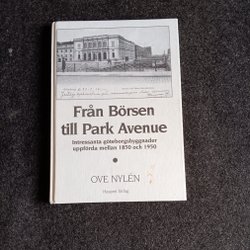 Från Börsen
till Park Avenue
Intressanta göteborgsbyggnader
uppförda mellan 1850 och 1950
OVE NYLÉN